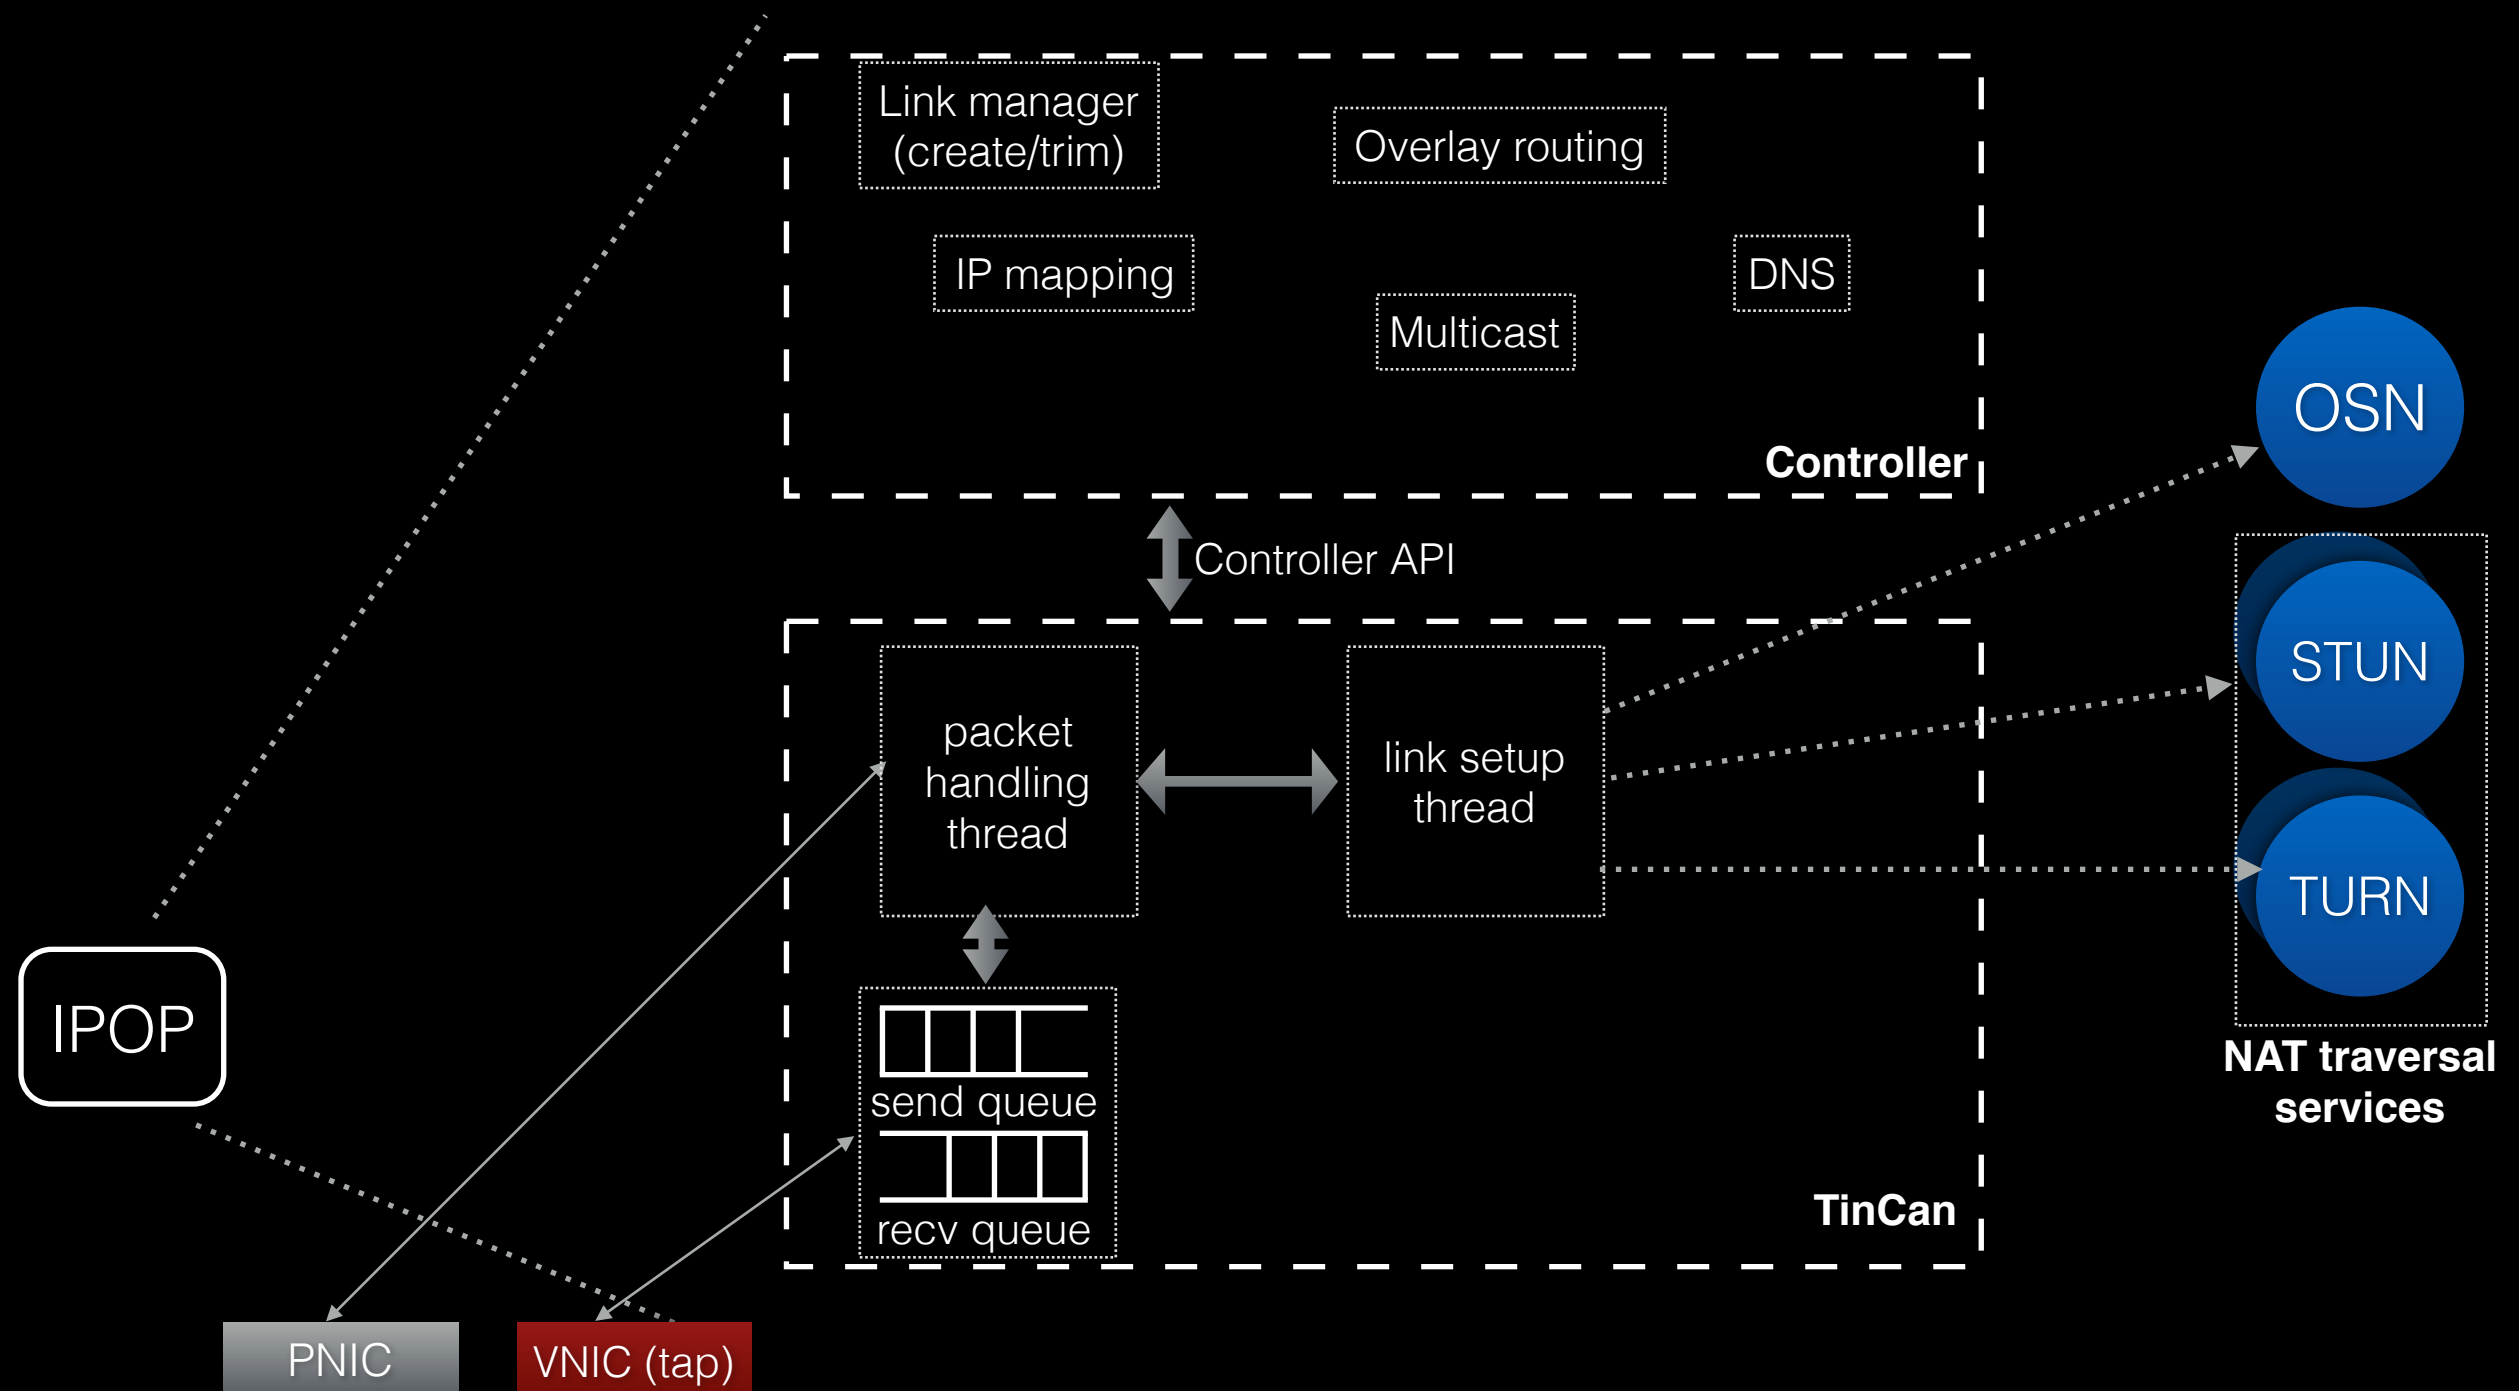 Link manager
(create/trim)
Overlay routing
IP mapping
DNS
Multicast
Controller
OSN
Controller API
STUN
packet
handling
thread
link setup
thread
TURN
IPOP
send queue
recv queue
NAT traversal
services
TinCan
PNIC
VNIC (tap)